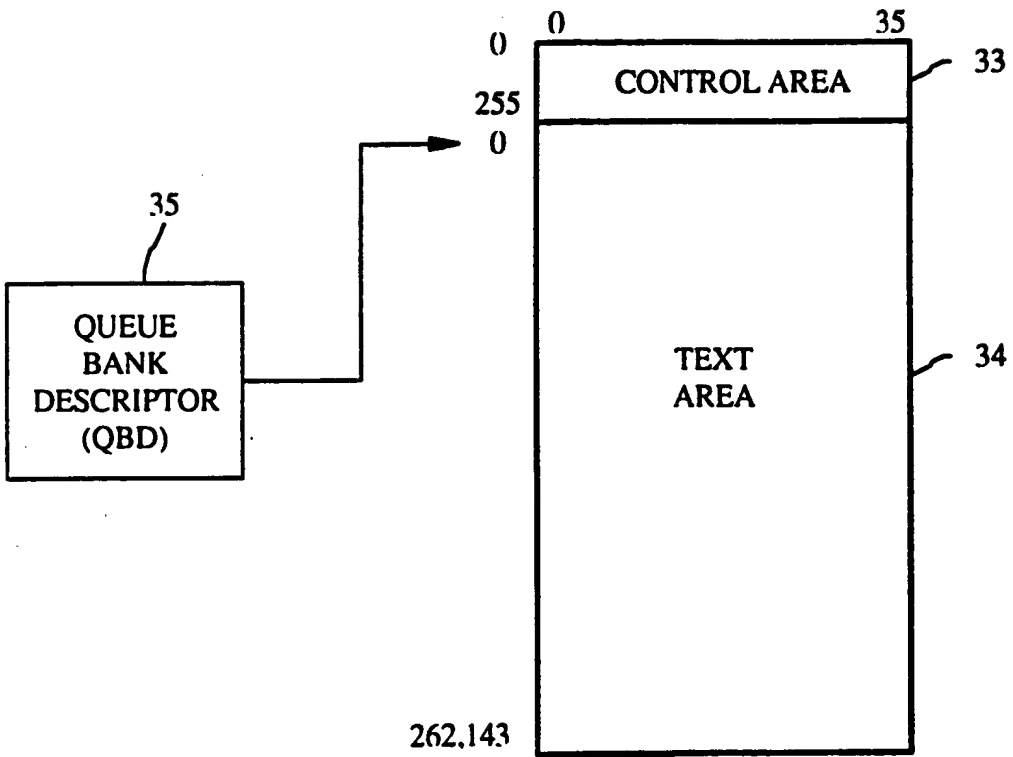 0 35
0
CONTROL AREA
33
255
0
35
QUEUE
BANK
DESCRIPTOR
(QBD)
TEXT
AREA
34
262,143